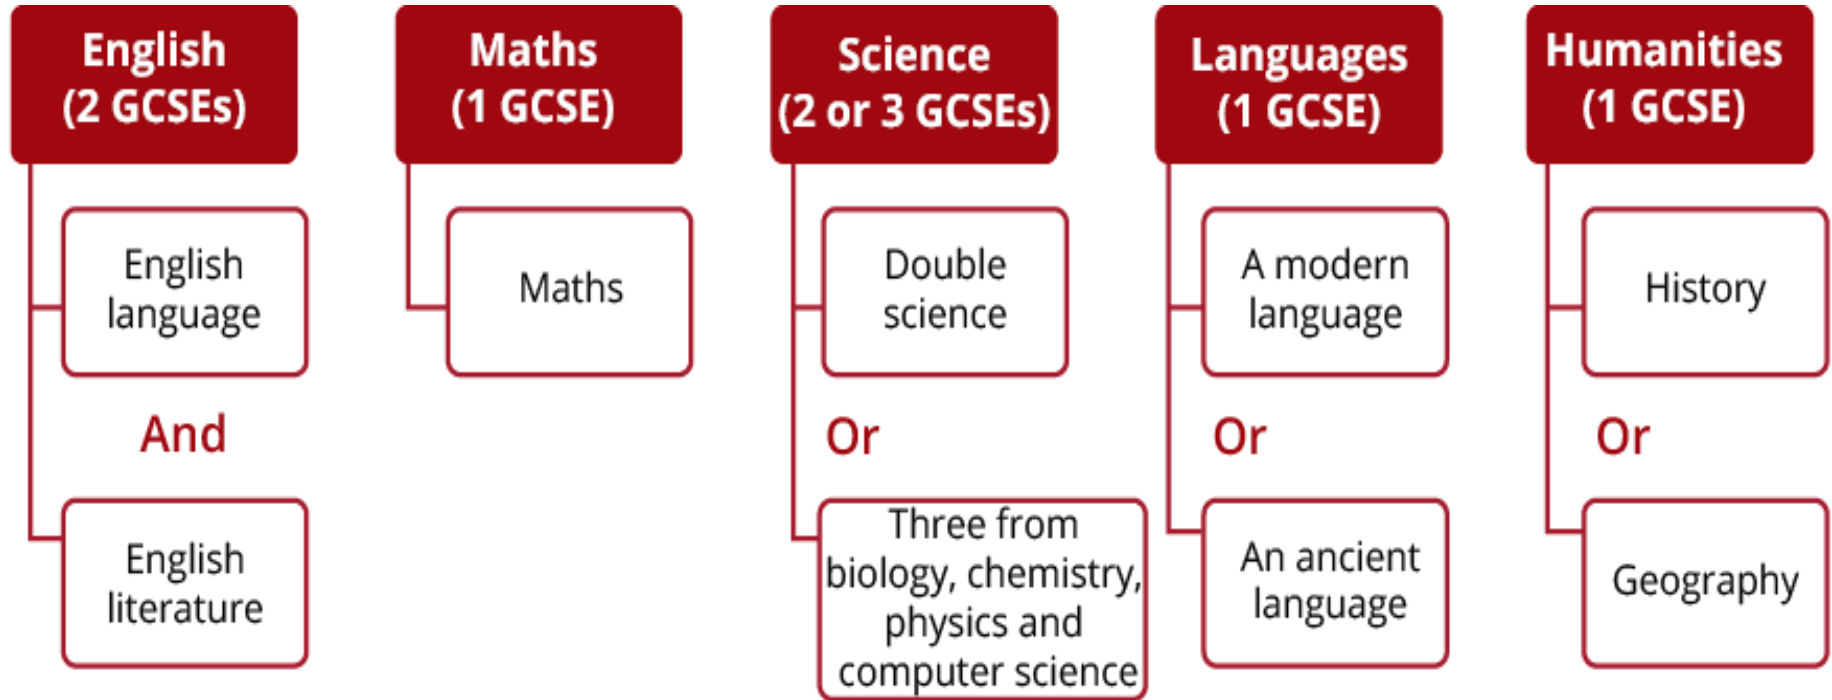 English
(2 GCSEs)
English
language
And
English
literature
Maths
(1 GCSE)
Maths
Science
(2 or 3 GCSEs)
Double
science
Or
Three from
biology, chemistry,
physics and
computer science
Languages
(1 GCSE)
A modern
language
Or
An ancient
language
Humanities
(1 GCSE)
History
Or
Geography